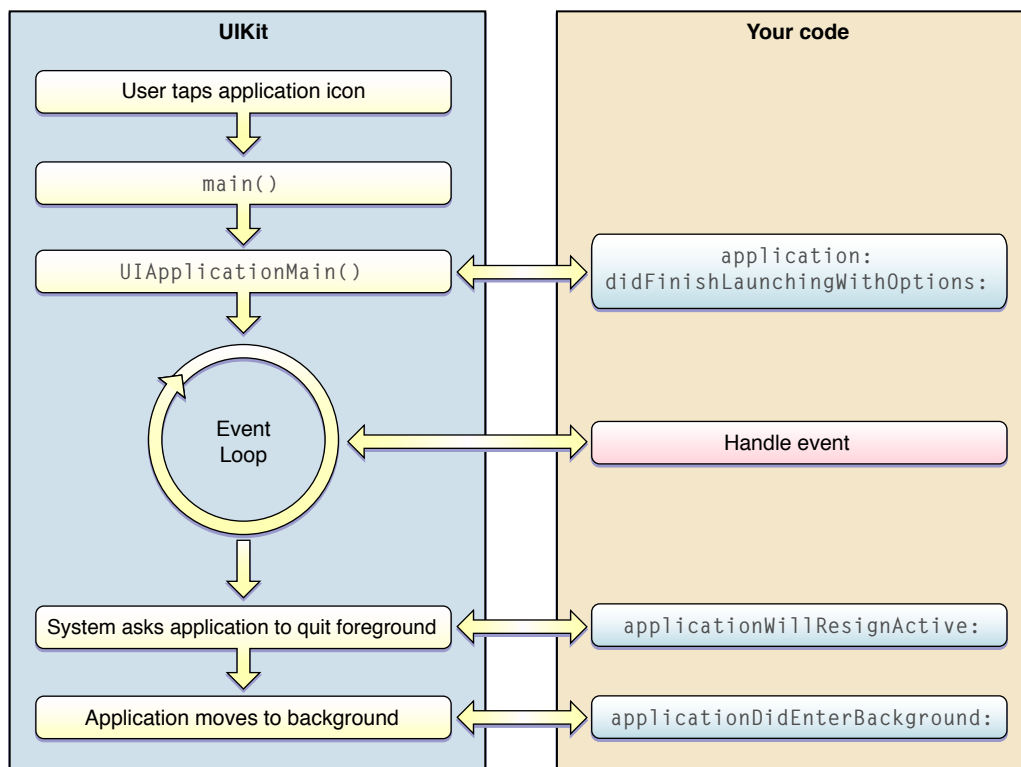 UIKit
User taps application icon
main()
UIApplicationMain()
Event
Loop
System asks application to quit foreground
Application moves to background
Your code
application:
didFinishLaunchingWithOptions:
Handle event
applicationWillResignActive:
applicationDidEnterBackground: